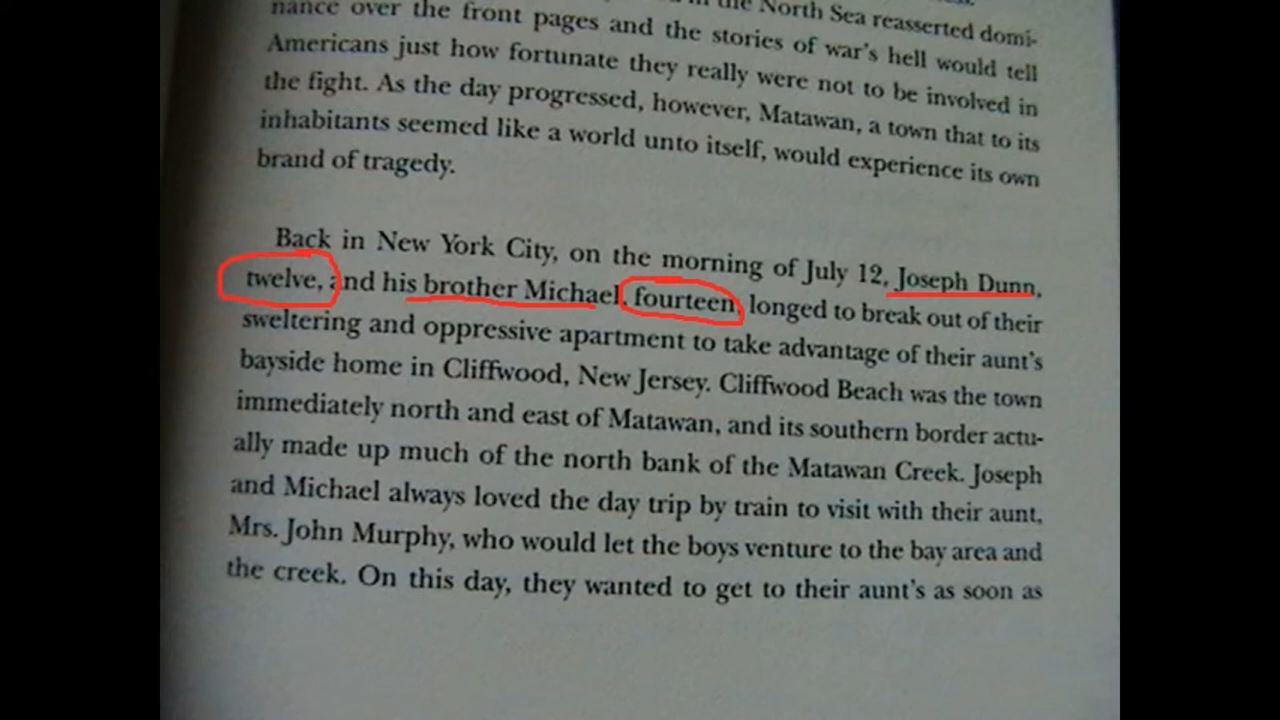 the North Sea reasserted domi-
nance over the front pages and the stories of war's hell would tell
Americans just how fortunate they really were not to be involved in
the fight. As the day progressed, however, Matawan, a town that to its
inhabitants seemed like a world unto itself, would experience its own
brand of tragedy.
Back in New York City, on the morning of July 12, Joseph Dunn,
twelve, and his brother Michael, fourteen, longed to break out of their
sweltering and oppressive apartment to take advantage of their aunt's
bayside home in Cliffwood, New Jersey. Cliffwood Beach was the town
immediately north and east of Matawan, and its southern border actu-
ally made up much of the north bank of the Matawan Creek. Joseph
and Michael always loved the day trip by train to visit with their aunt,
Mrs. John Murphy, who would let the boys venture to the bay area and
the creek. On this day, they wanted to get to their aunt's as soon as